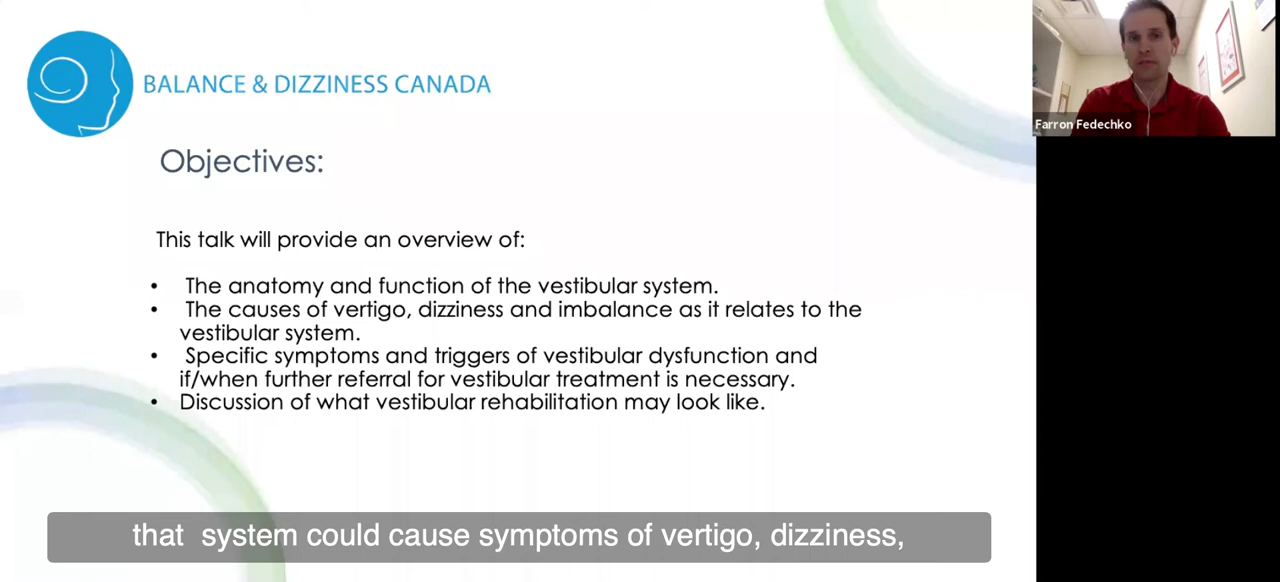 BALANCE & DIZZINESS CANADA
Farron Fedechko
Objectives:
This talk will provide an overview of:
• The anatomy and function of the vestibular system.
• The causes of vertigo, dizziness and imbalance as it relates to the
vestibular system.
• Specific symptoms and triggers of vestibular dysfunction and
if/when further referral for vestibular treatment is necessary.
• Discussion of what vestibular rehabilitation may look like.
that system could cause symptoms of vertigo, dizziness,